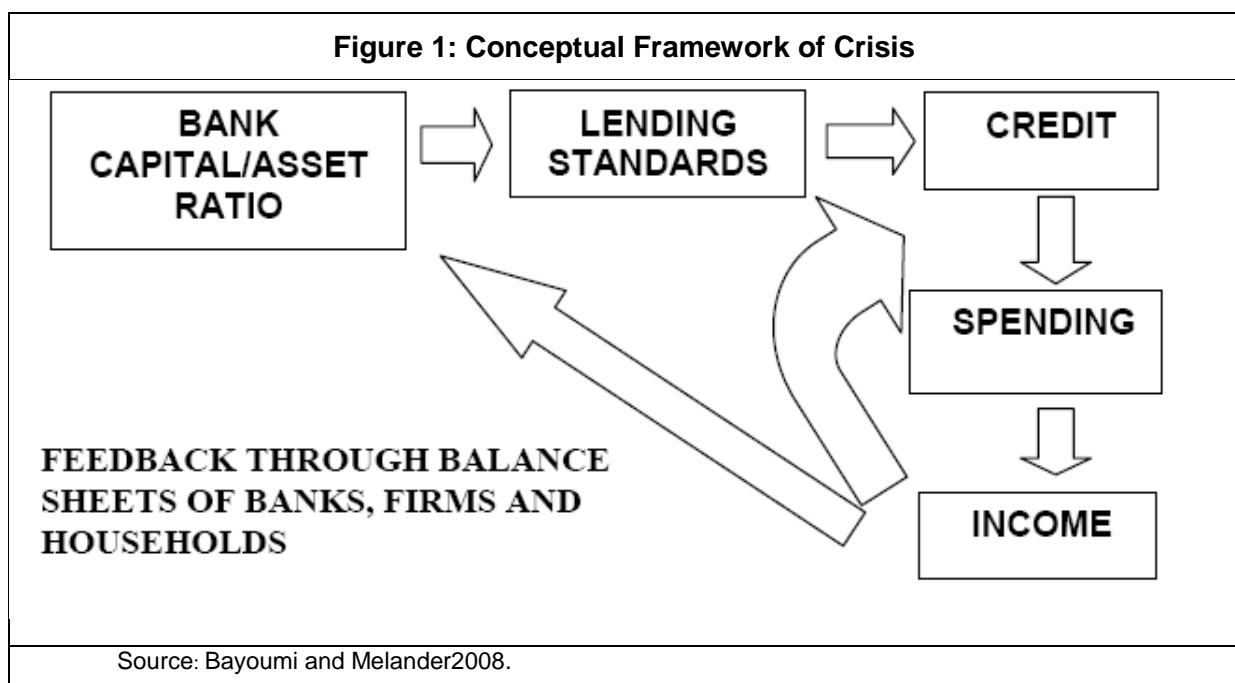 Figure 1: Conceptual Framework of Crisis
BANK
CAPITAL/ASSET
RATIO
LENDING
STANDARDS
CREDIT
SPENDING
INCOME
FEEDBACK THROUGH BALANCE
SHEETS OF BANKS, FIRMS AND
HOUSEHOLDS
Source: Bayoumi and Melander2008.